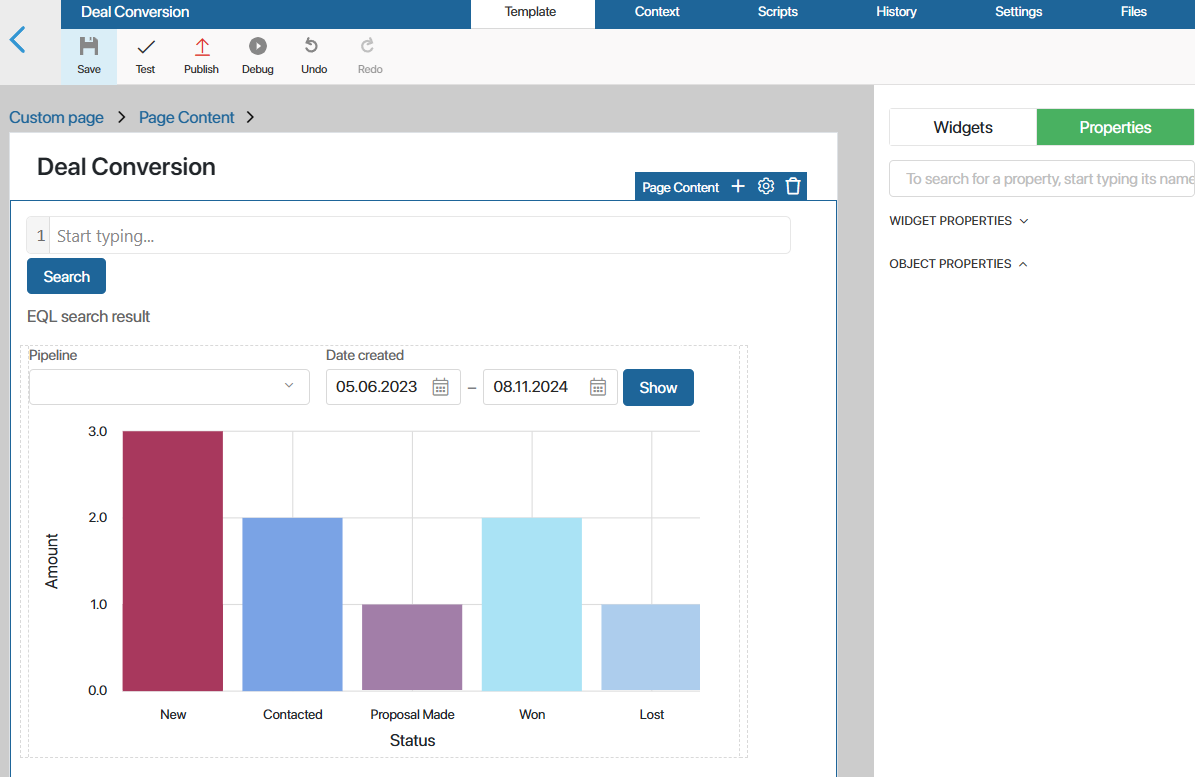 Deal Conversion
Template
Context
Scripts
History
Settings
Files
Save
Test
Publish
Debug
Undo
Redo
Custom page
Page Content
Widgets
Properties
Deal Conversion
Page Content
To search for a property, start typing its name
WIDGET PROPERTIES
OBJECT PROPERTIES
1
Start typing...
Search
EQL search result
Pipeline
Date created
05.06.2023
–
08.11.2024
Show
3.0
2.0
1.0
0.0
Amount
New
Contacted
Proposal Made
Won
Lost
Status